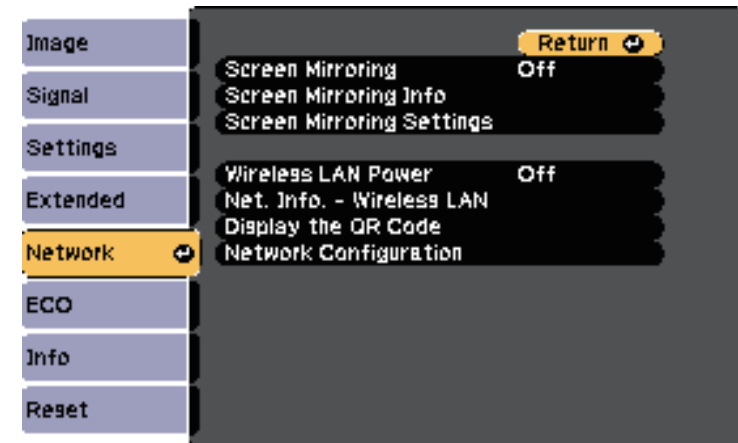 Image
Signal
Settings
Extended
Network
ECO
Info
Reset
Return
Screen Mirroring Off
Screen Mirroring Info
Screen Mirroring Settings
Wireless LAN Power Off
Net. Info. - Wireless LAN
Display the QR Code
Network Configuration